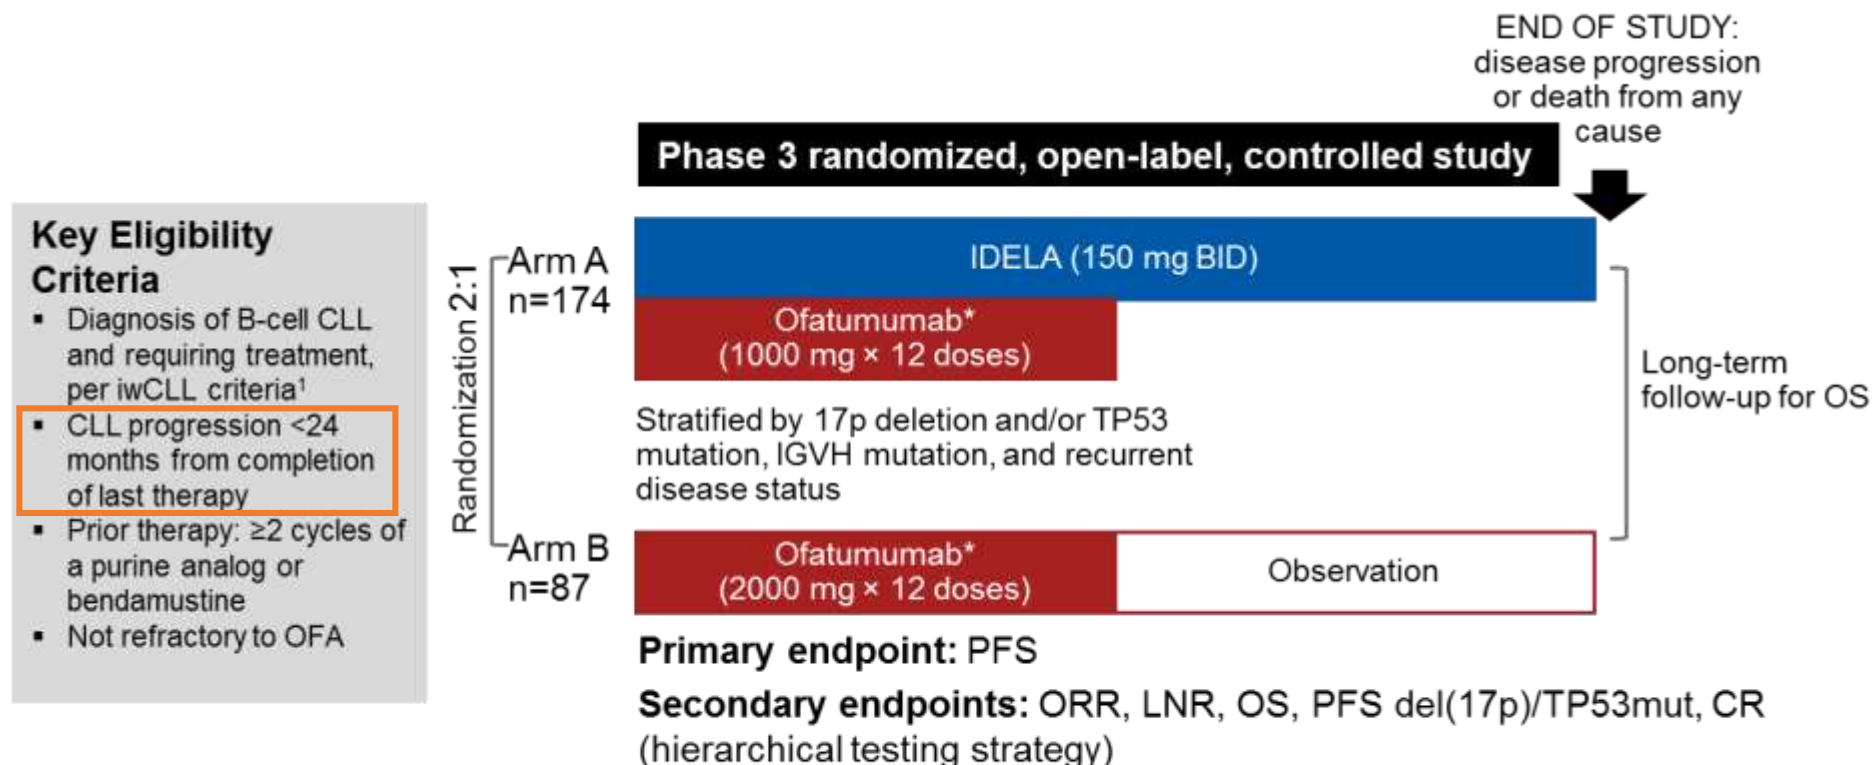 END OF STUDY:
disease progression
or death from any
cause
Phase 3 randomized, open-label, controlled study
Key Eligibility
Criteria
▪ Diagnosis of B-cell CLL
and requiring treatment,
per iwCLL criteria¹
▪ CLL progression <24
months from completion
of last therapy
▪ Prior therapy: ≥2 cycles of
a purine analog or
bendamustine
▪ Not refractory to OFA
Randomization 2:1
Arm A
n=174
IDELA (150 mg BID)
Ofatumumab*
(1000 mg × 12 doses)
Stratified by 17p deletion and/or TP53
mutation, IGVH mutation, and recurrent
disease status
Arm B
n=87
Ofatumumab*
(2000 mg × 12 doses)
Observation
Long-term
follow-up for OS
Primary endpoint: PFS
Secondary endpoints: ORR, LNR, OS, PFS del(17p)/TP53mut, CR
(hierarchical testing strategy)